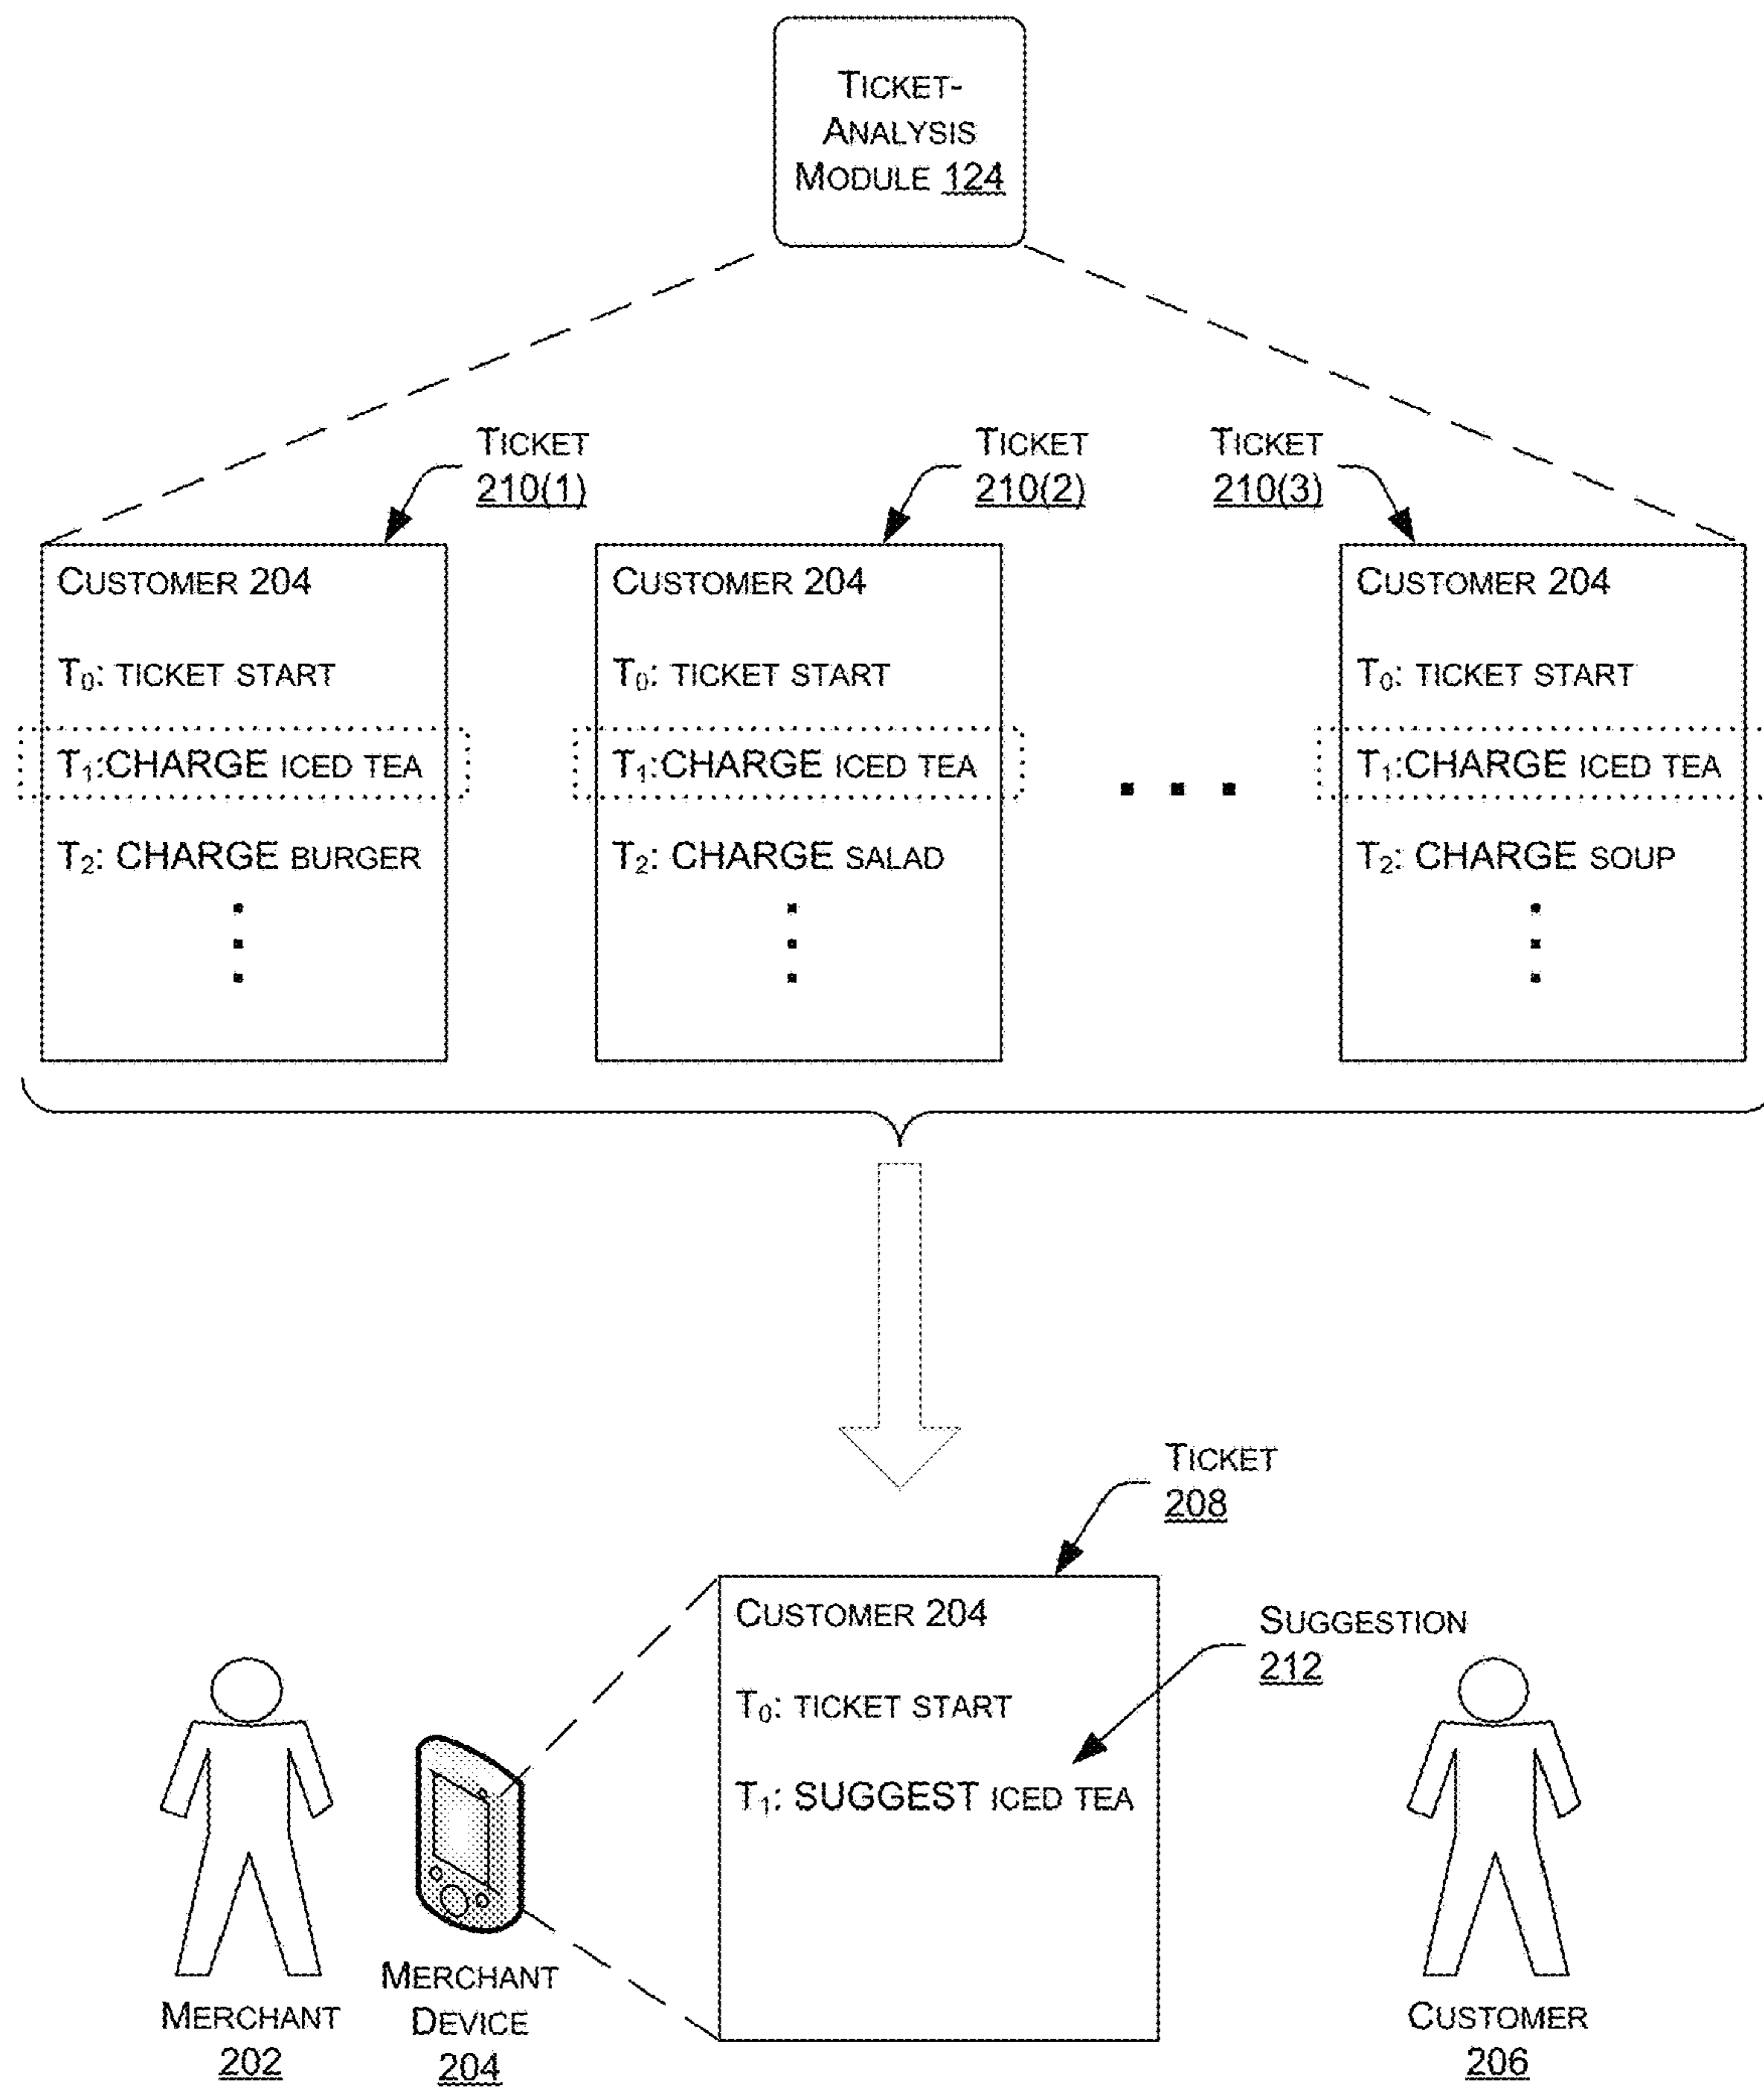 TICKET-
ANALYSIS
MODULE 124
TICKET
210(1)
TICKET
210(2)
TICKET
210(3)
CUSTOMER 204
T₀: TICKET START
T₁:CHARGE ICED TEA
T₂: CHARGE BURGER
CUSTOMER 204
T₀: TICKET START
T₁:CHARGE ICED TEA
T₂: CHARGE SALAD
CUSTOMER 204
T₀: TICKET START
T₁:CHARGE ICED TEA
T₂: CHARGE SOUP
TICKET
208
CUSTOMER 204
T₀: TICKET START
T₁: SUGGEST ICED TEA
SUGGESTION
212
MERCHANT
202
MERCHANT
DEVICE
204
CUSTOMER
206